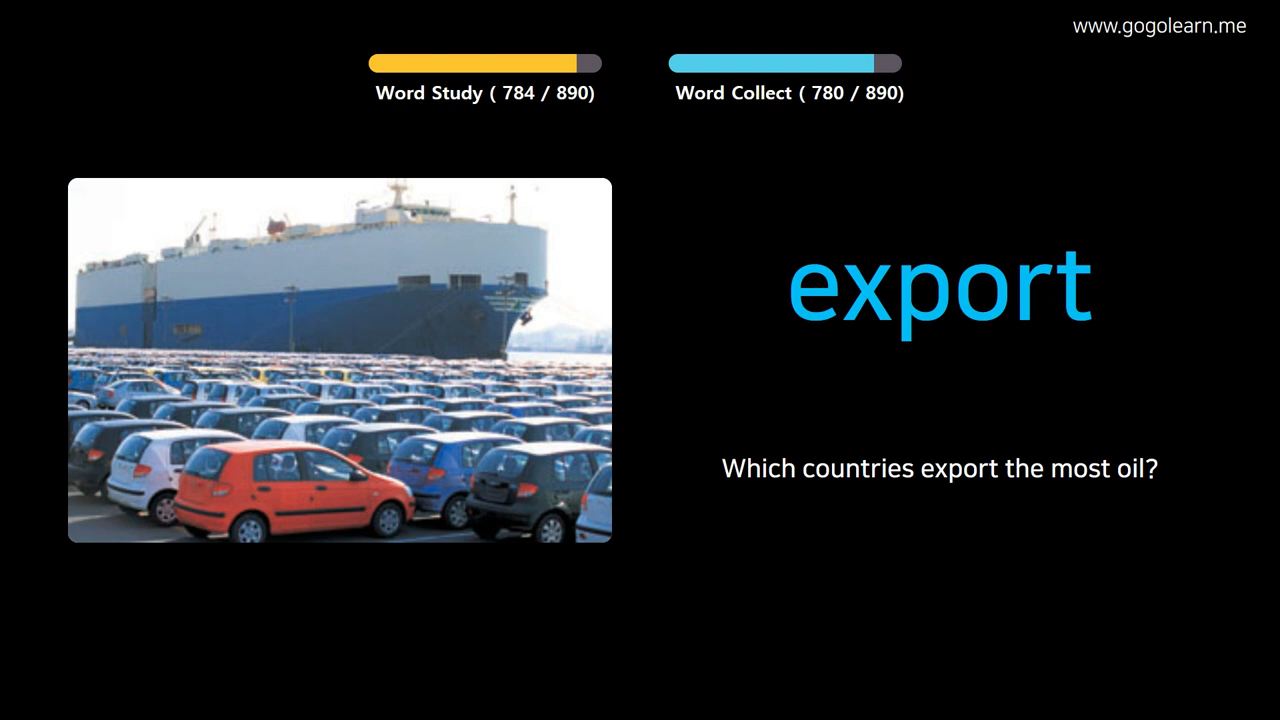 www.gogolearn.me
Word Study ( 784 / 890)
Word Collect ( 780 / 890)
export
Which countries export the most oil?